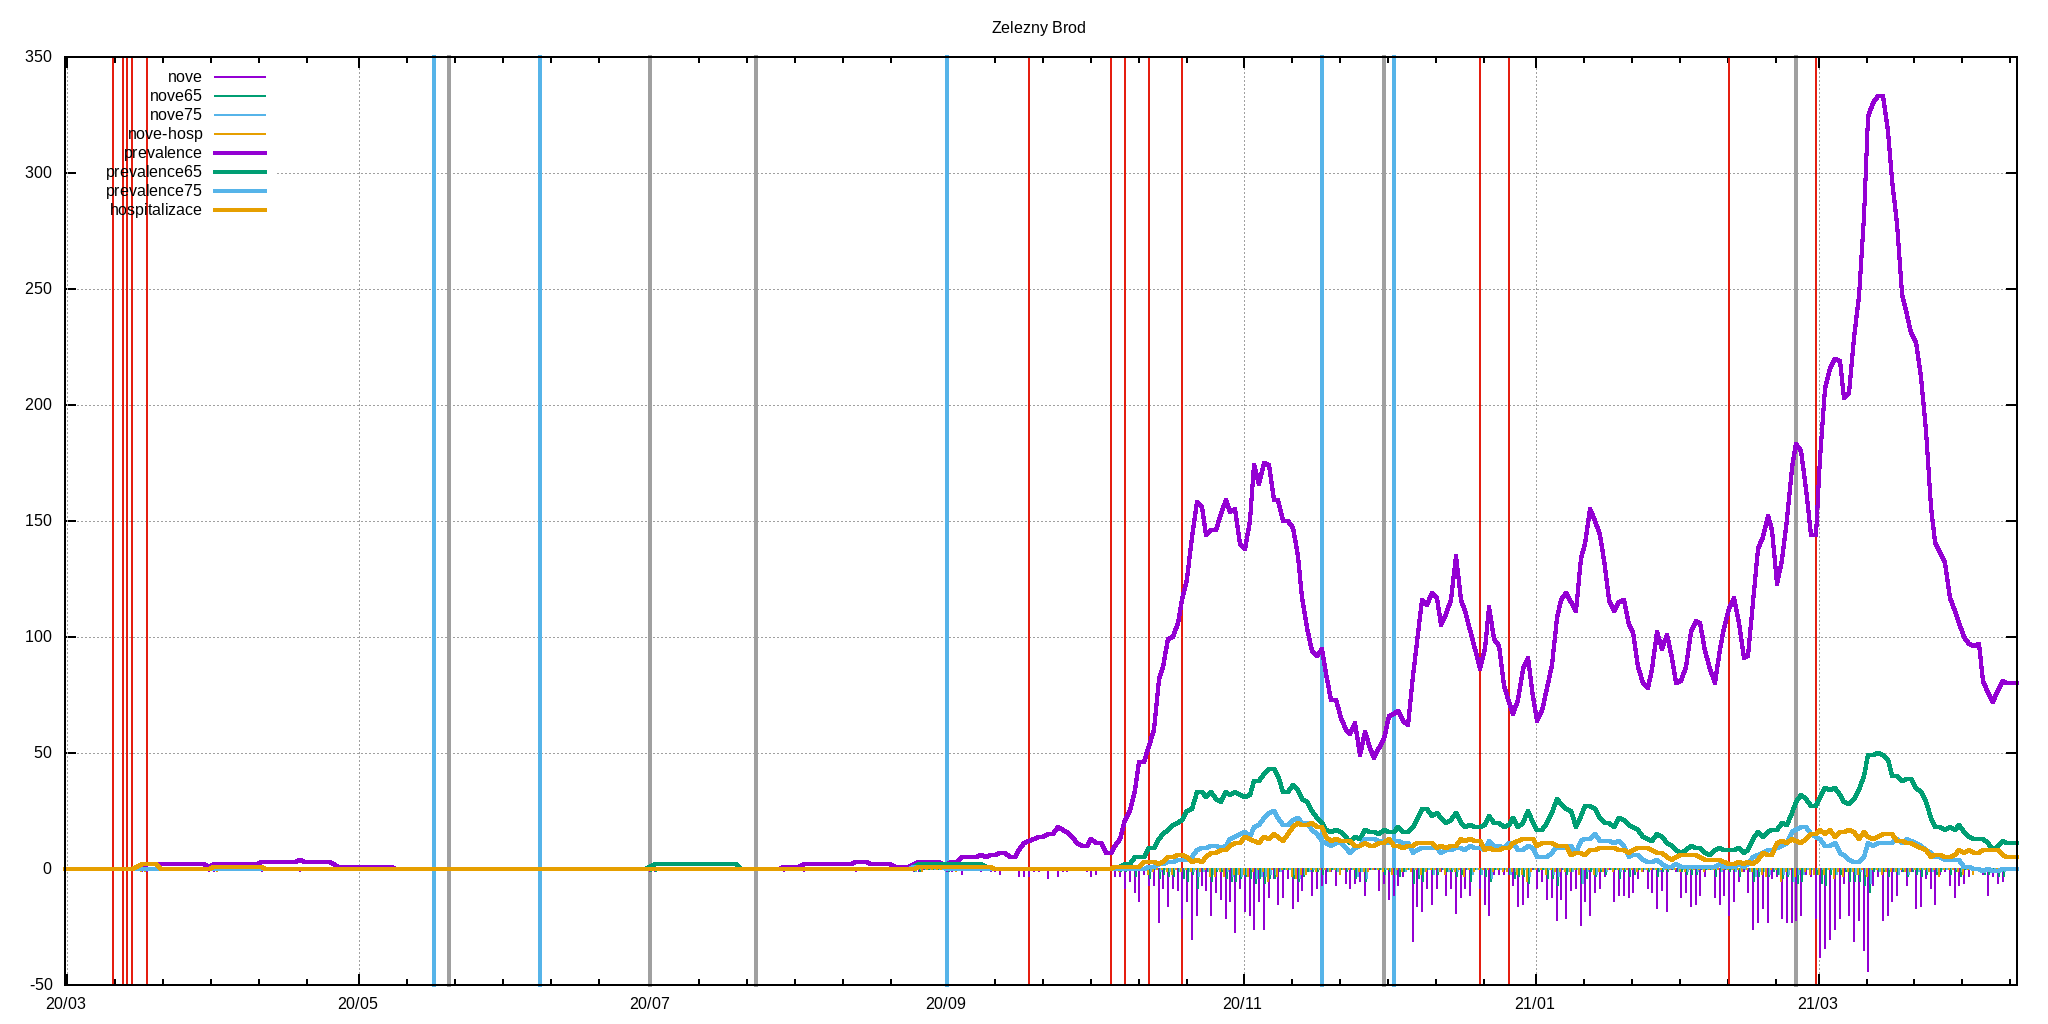 Zelezny Brod
350
nove
nove65
nove75
nove-hosp
prevalence
prevalence65
prevalence75
hospitalizace
300
250
200
150
100
50
0
-50
20/03 20/05 20/07 20/09 20/11 21/01 21/03